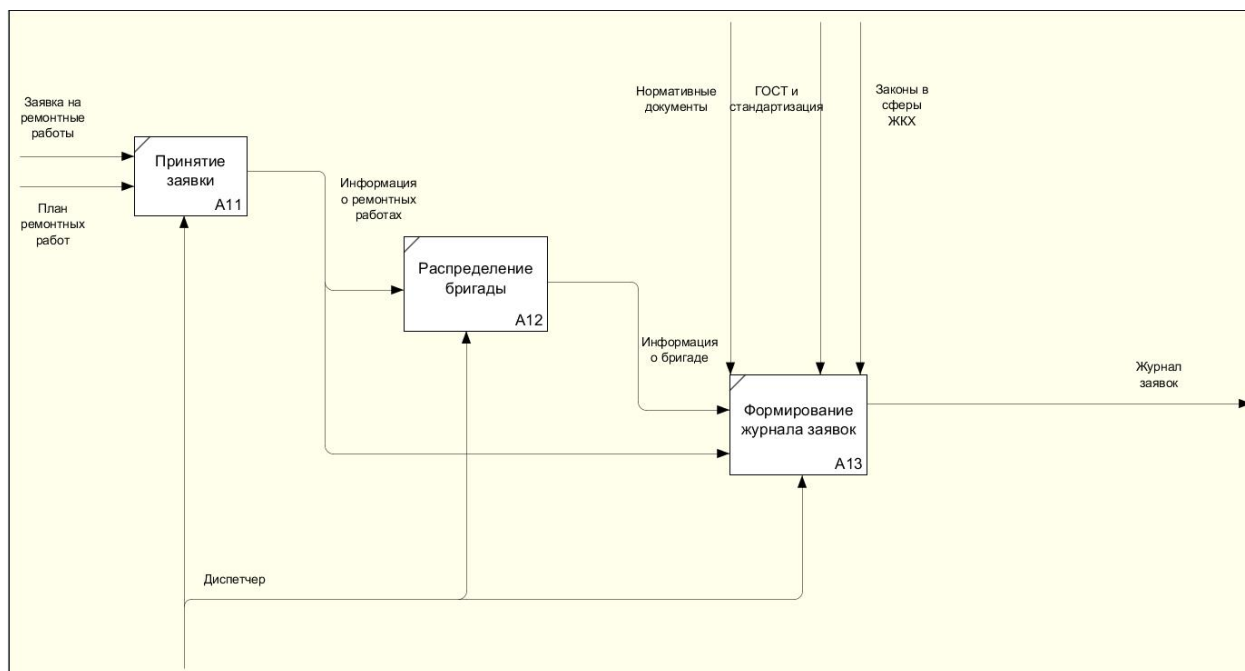 Нормативные
документы
ГОСТ и
стандартизация
Законы в
сферы
ЖКХ
Заявка на
ремонтные
работы
Принятие
заявки
A11
План
ремонтных
работ
Информация
о ремонтных
работах
Распределение
бригады
A12
Информация
о бригаде
Формирование
журнала заявок
A13
Журнал
заявок
Диспетчер